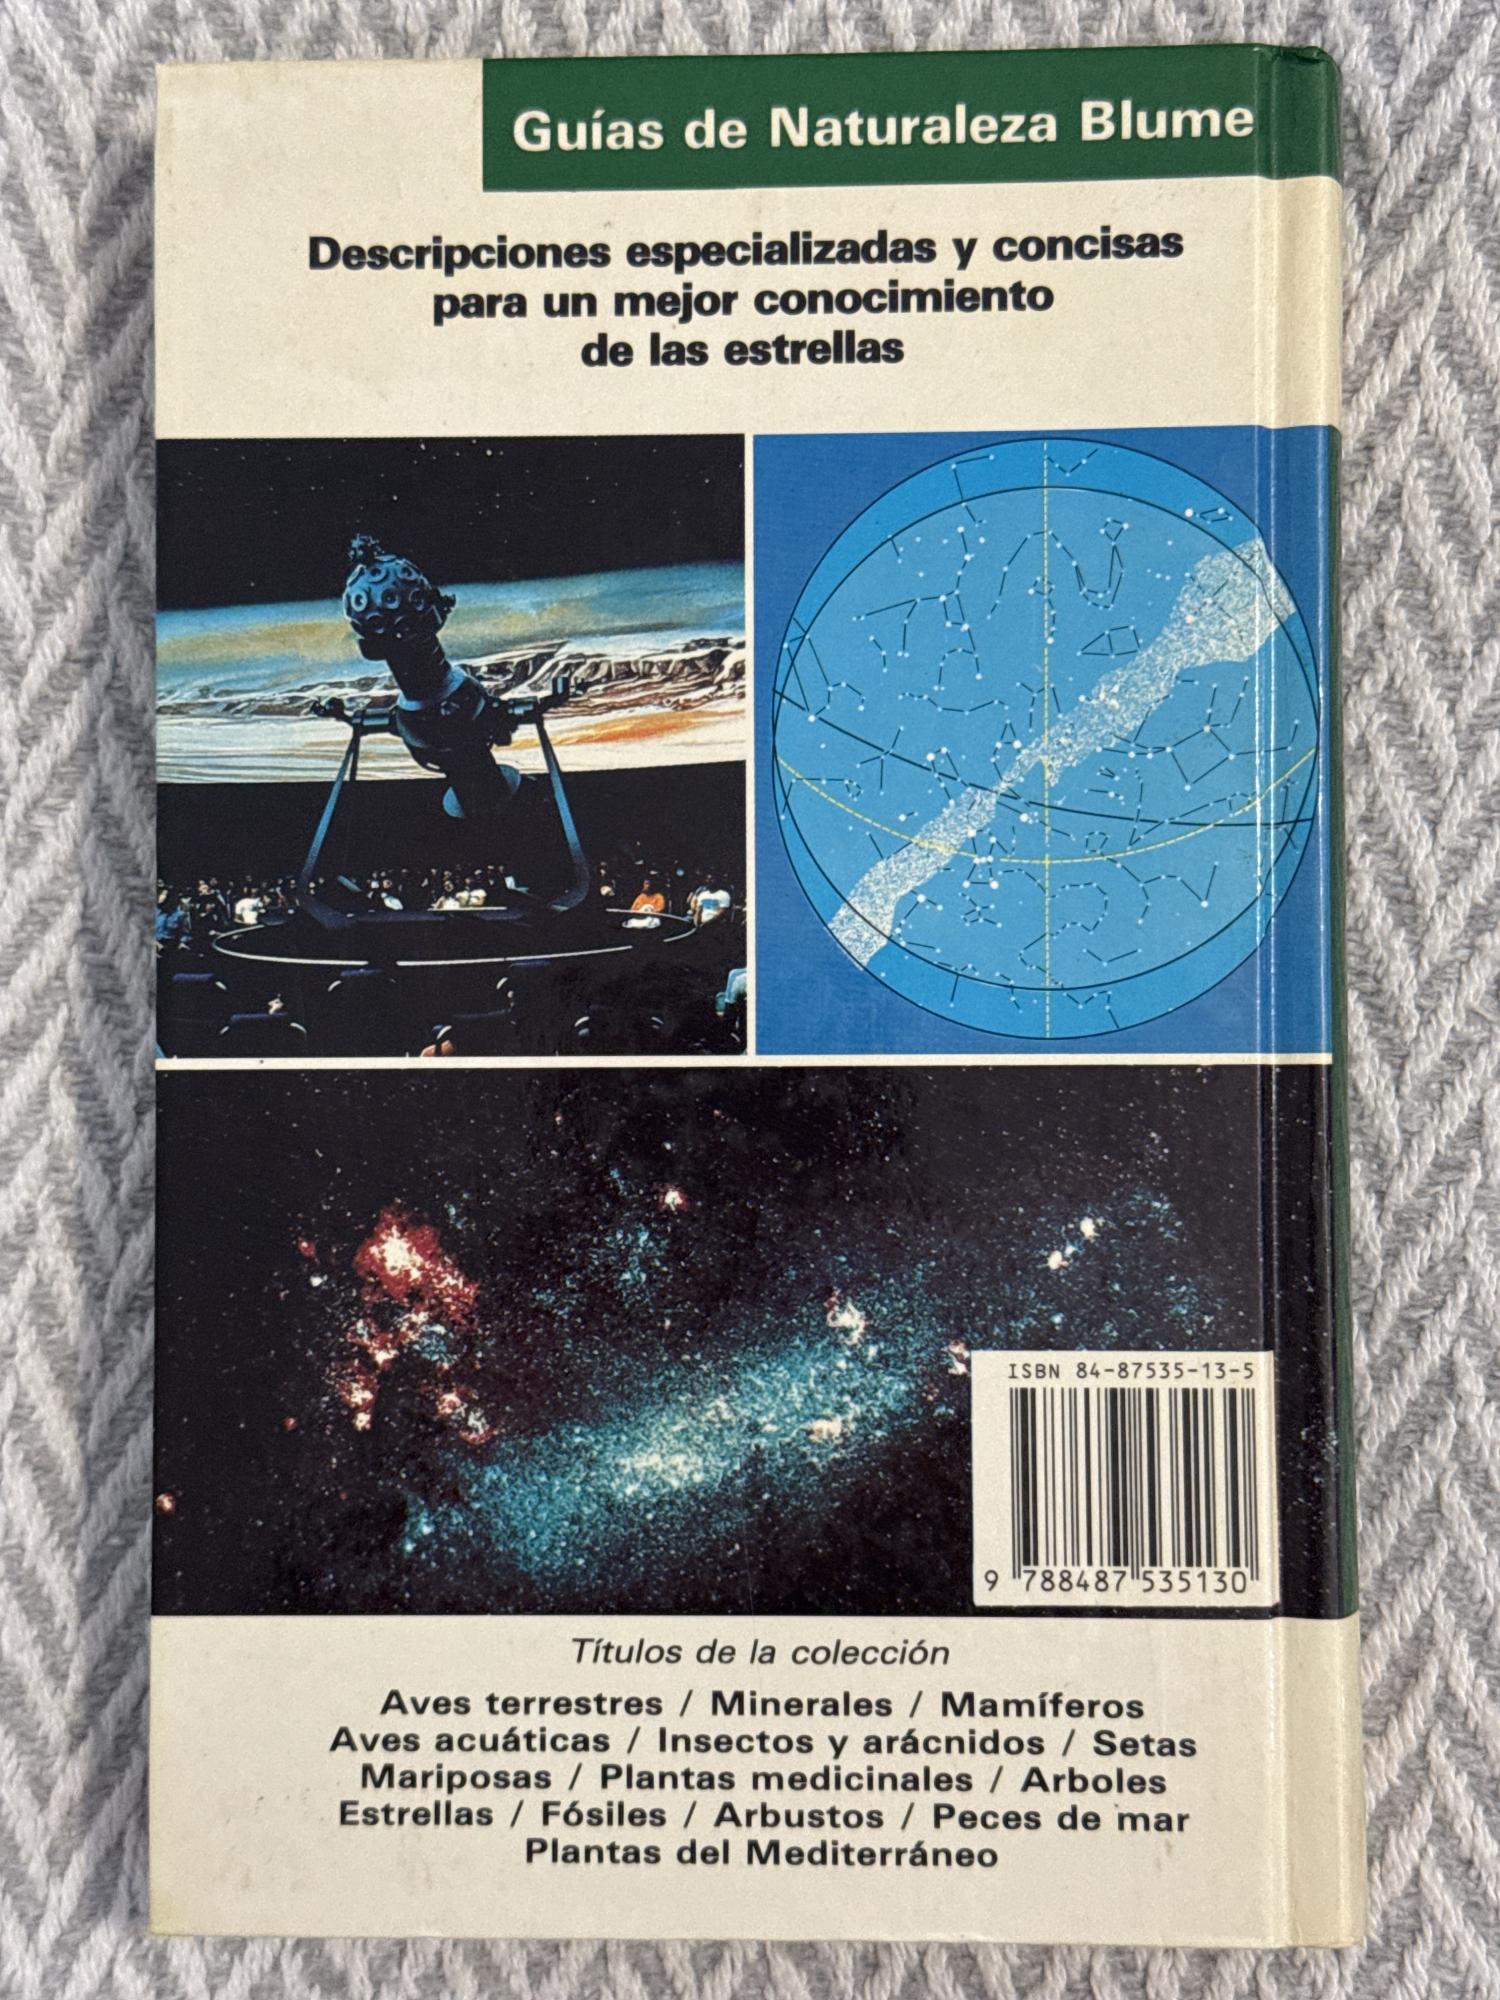 Guías de Naturaleza Blume
Descripciones especializadas y concisas
para un mejor conocimiento
de las estrellas
ISBN 84-87535-13-5
9 788487 535130
Títulos de la colección
Aves terrestres / Minerales / Mamíferos
Aves acuáticas / Insectos y arácnidos / Setas
Mariposas / Plantas medicinales / Arboles
Estrellas / Fósiles / Arbustos / Peces de mar
Plantas del Mediterráneo